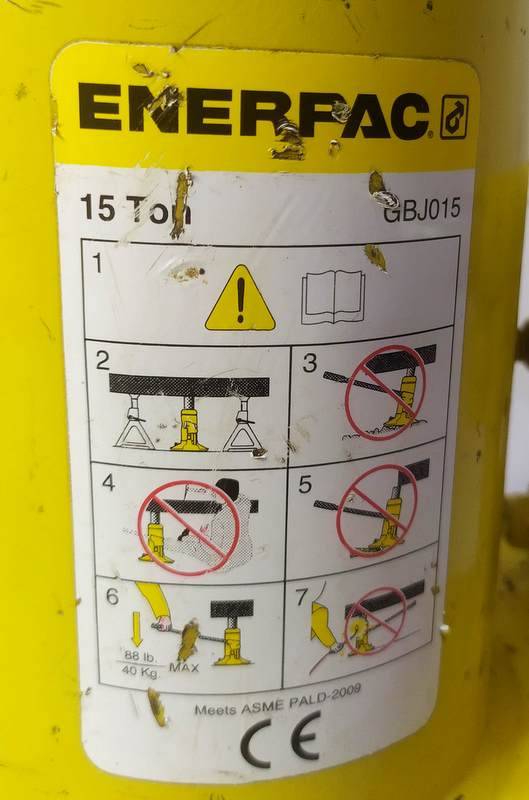 ENERPAC®
15 Ton GBJ015
1
2 3
4 5
6 7
88 lb.
40 Kg. MAX
Meets ASME PALD-2009
CE